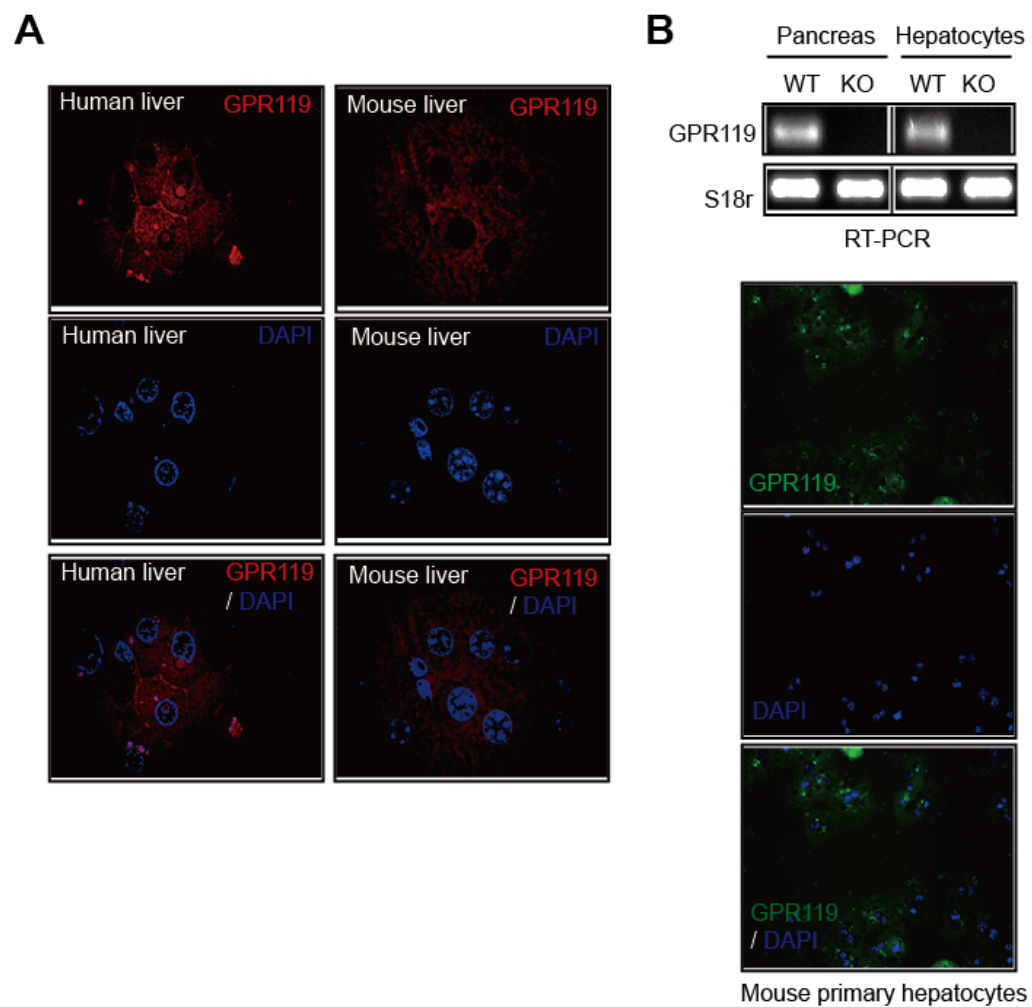 A
Human liver GPR119
Mouse liver GPR119
Human liver DAPI
Mouse liver DAPI
Human liver GPR119
/ DAPI
Mouse liver GPR119
/ DAPI
B
Pancreas Hepatocytes
WT KO WT KO
GPR119
S18r
RT-PCR
GPR119
DAPI
GPR119
/ DAPI
Mouse primary hepatocytes